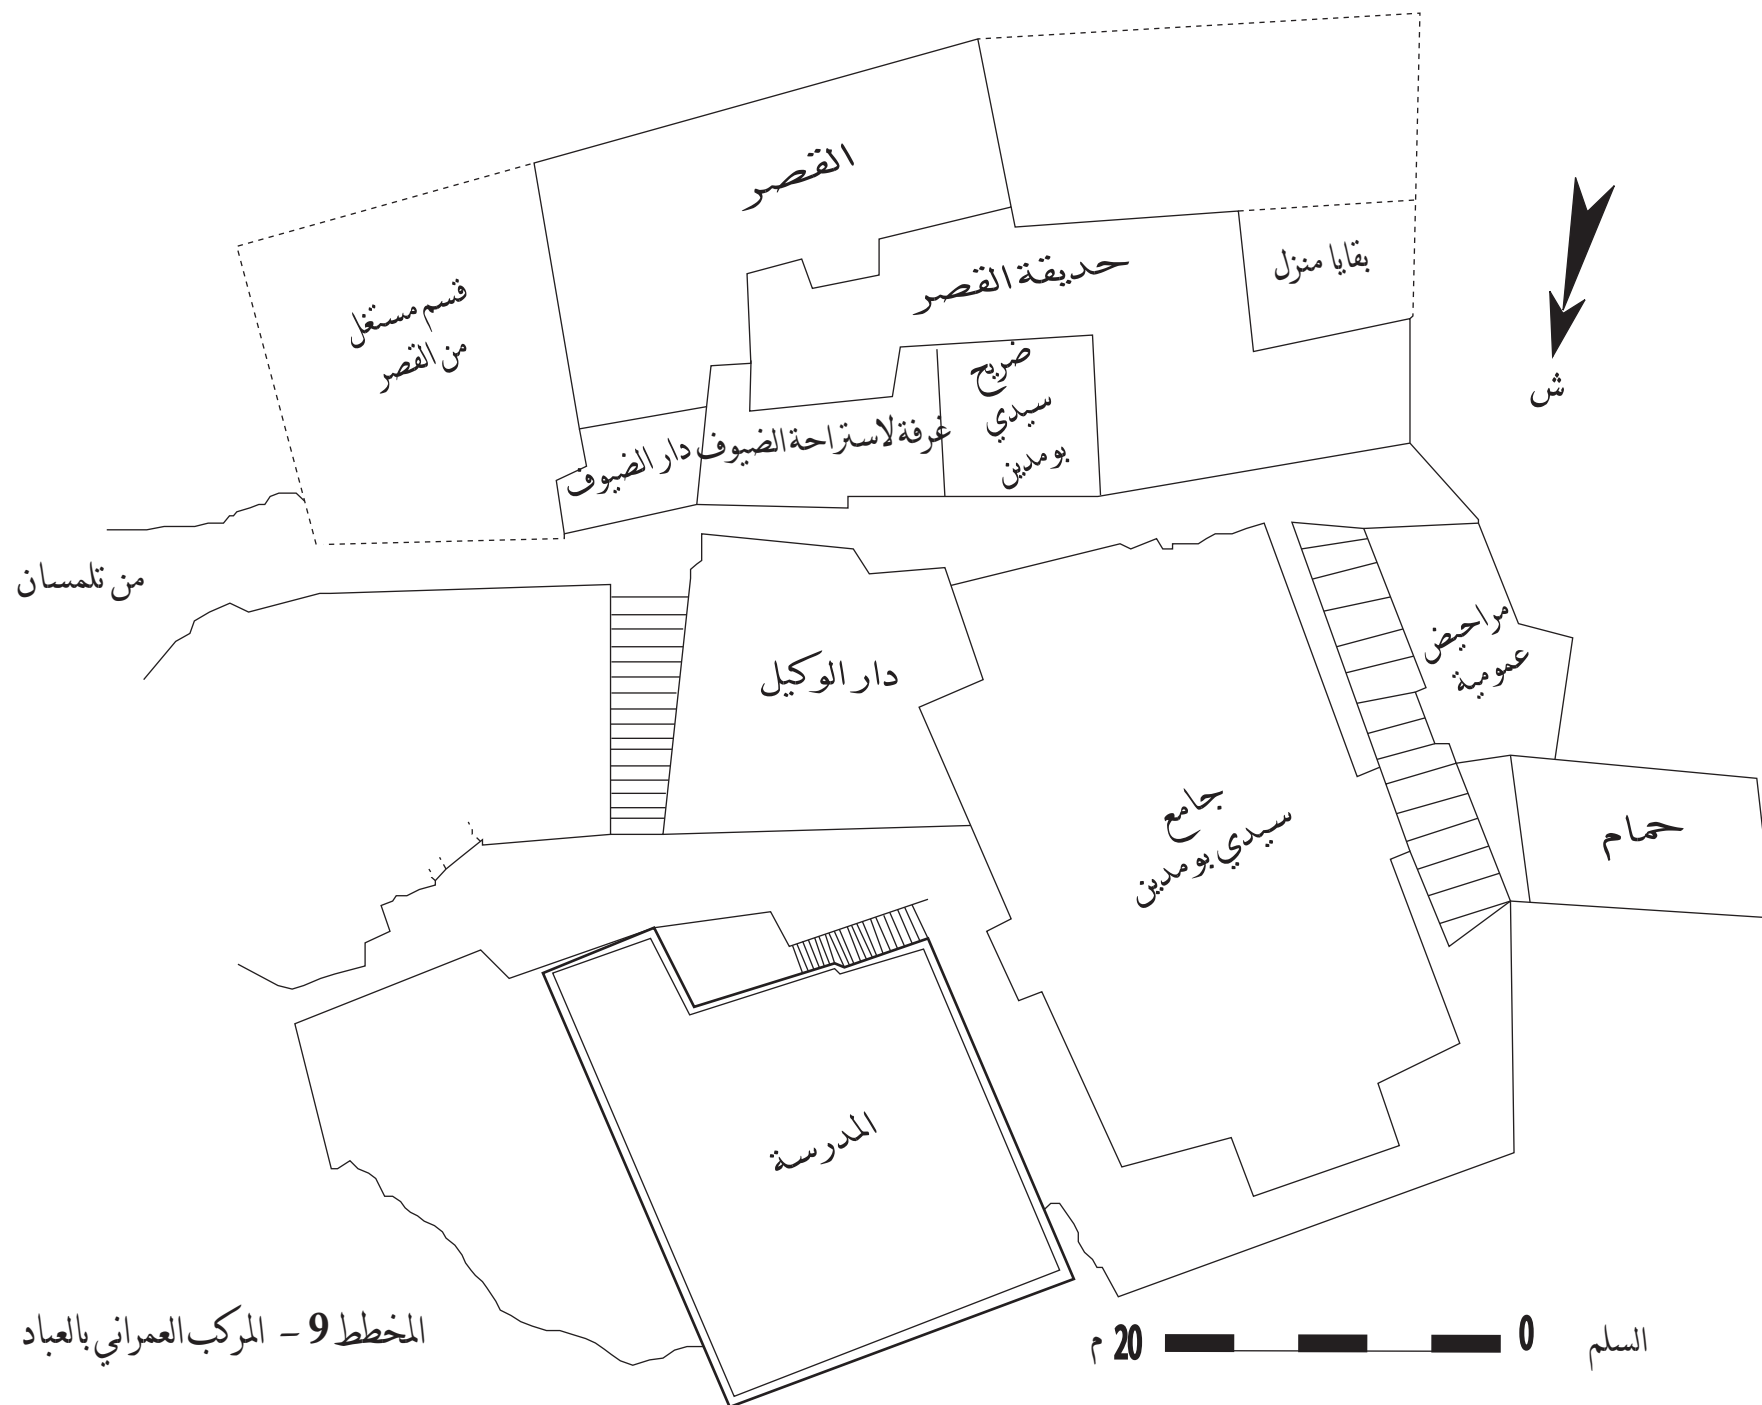 القصر
حديقة القصر
بقايا منزل
قسم مستغل
من القصر
ضريح
سيدي
بومدين
غرفة لاستراحة الضيوف
دار الضيوف
ش
من تلمسان
دار الوكيل
مراحيض
عمومية
جامع
سيدي بومدين
حمام
المدرسة
السلم 0 20 م
المخطط 9 - المركب العمراني بالعباد